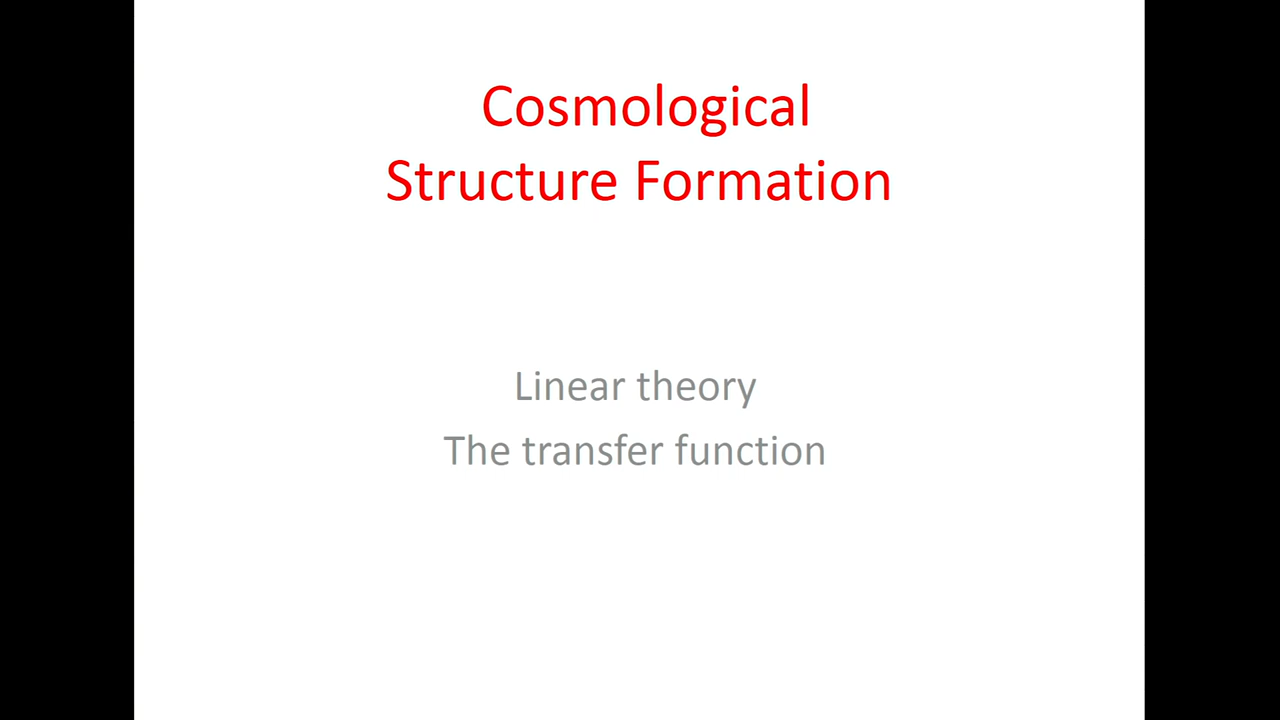 Cosmological
Structure Formation
Linear theory
The transfer function